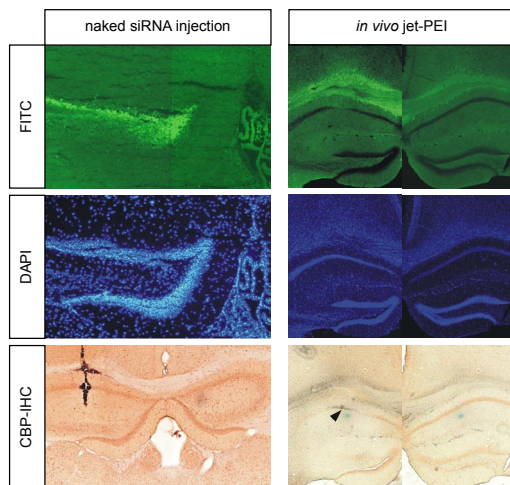 naked siRNA injection
in vivo jet-PEI
FITC
DAPI
CBP-IHC